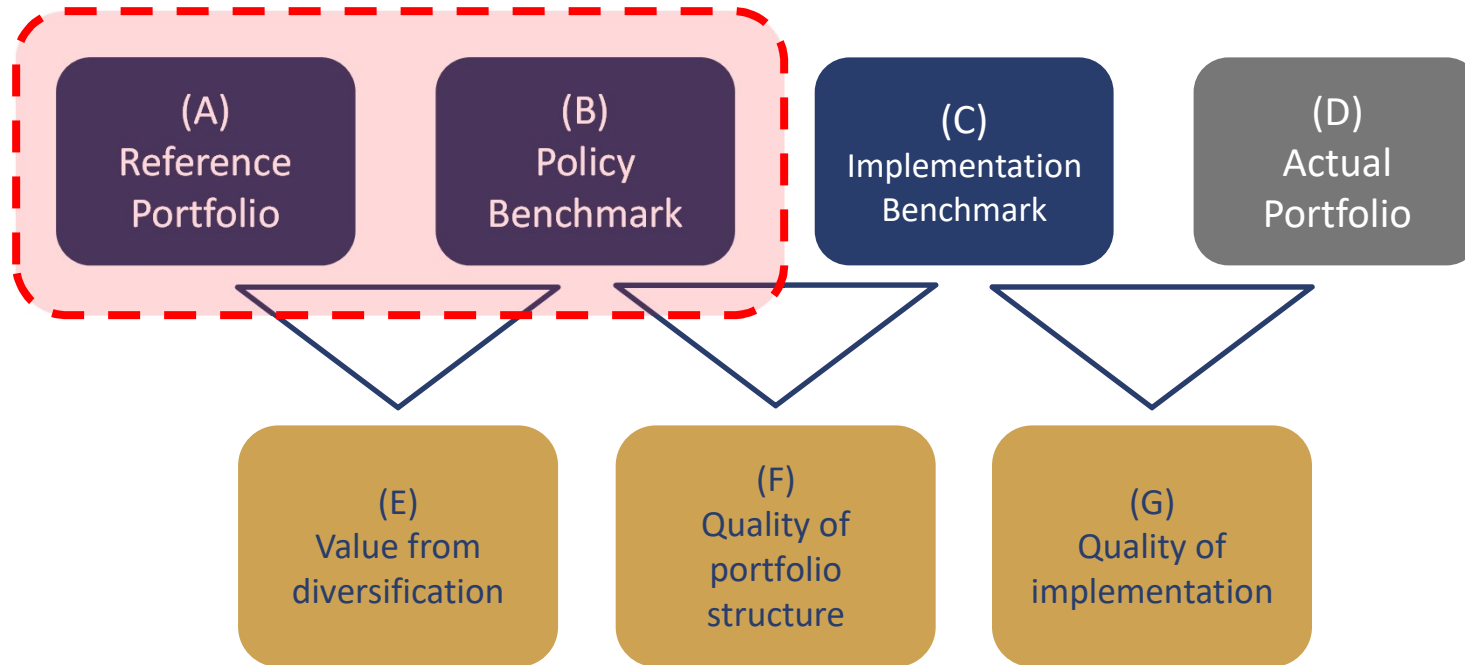 (A)
Reference
Portfolio
(B)
Policy
Benchmark
(C)
Implementation
Benchmark
(D)
Actual
Portfolio
(E)
Value from
diversification
(F)
Quality of
portfolio
structure
(G)
Quality of
implementation